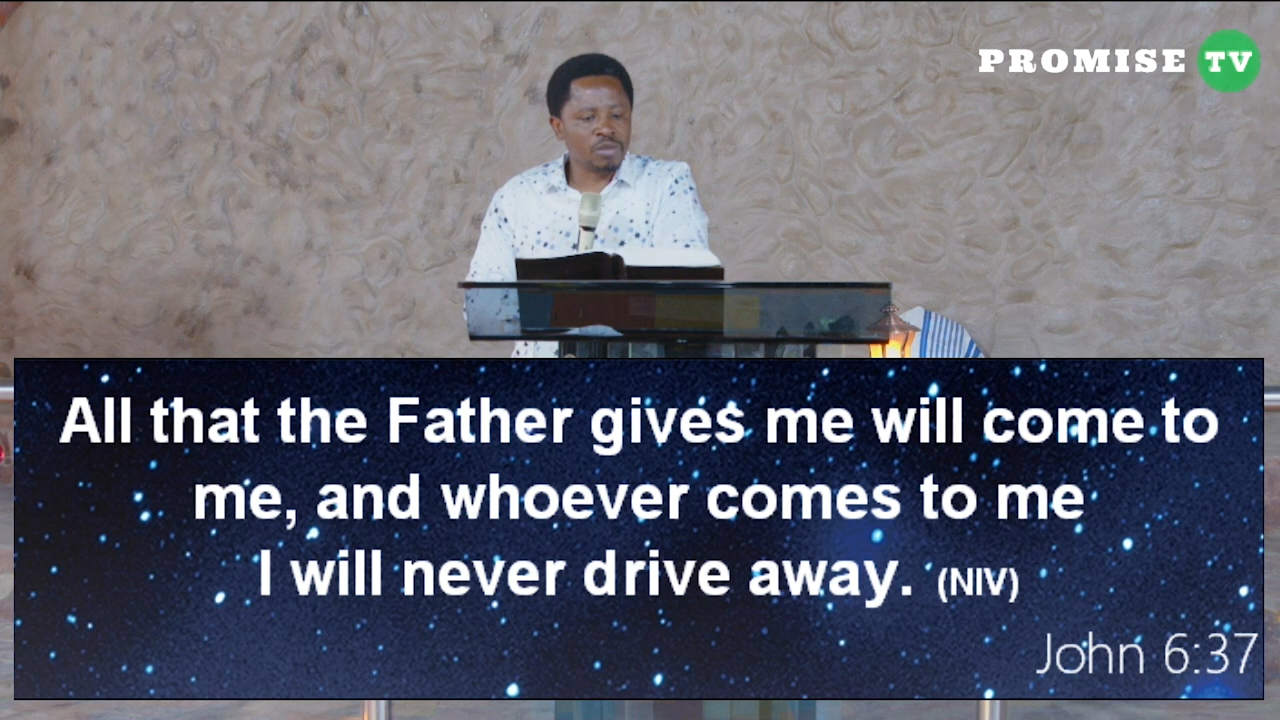 PROMISE TV
All that the Father gives me will come to
me, and whoever comes to me
I will never drive away. (NIV)
John 6:37